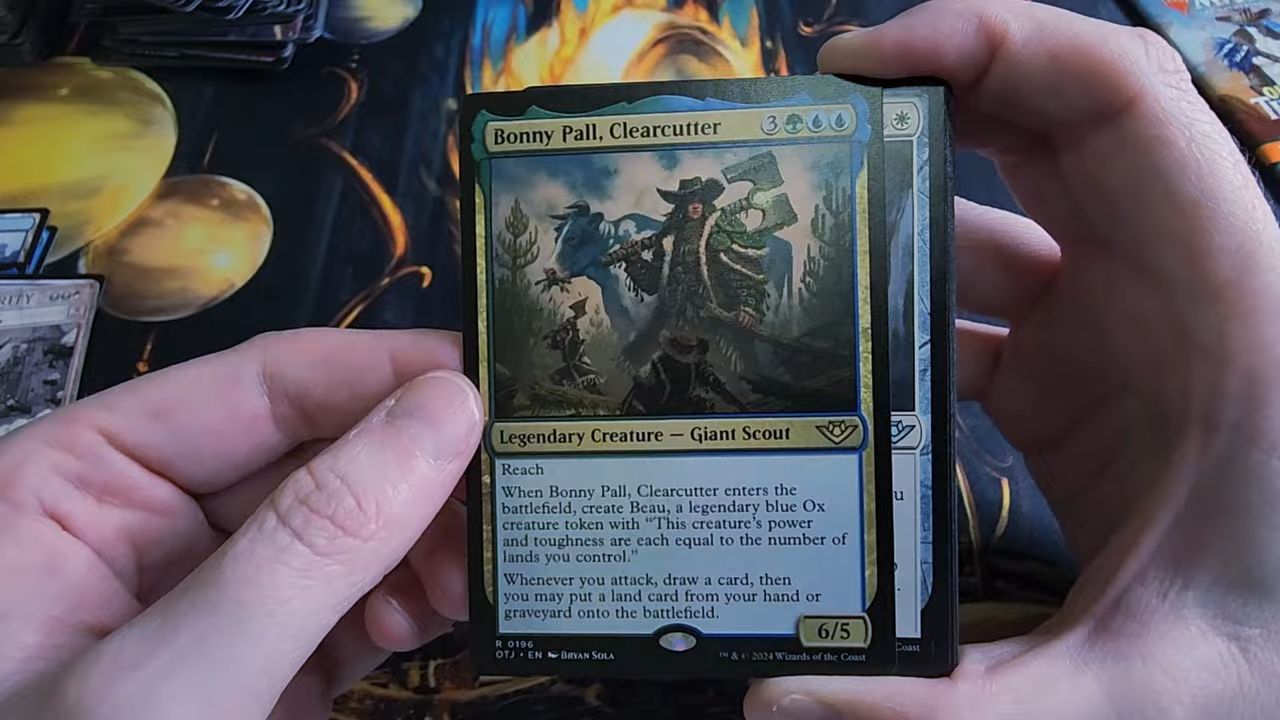 Bonny Pall, Clearcutter 3
Legendary Creature — Giant Scout
Reach
When Bonny Pall, Clearcutter enters the
battlefield, create Beau, a legendary blue Ox
creature token with “This creature’s power
and toughness are each equal to the number of
lands you control.”
Whenever you attack, draw a card, then
you may put a land card from your hand or
graveyard onto the battlefield.
6/5
R 0196
OTJ • EN BRYAN SOLA
™ & © 2024 Wizards of the Coast
Coast